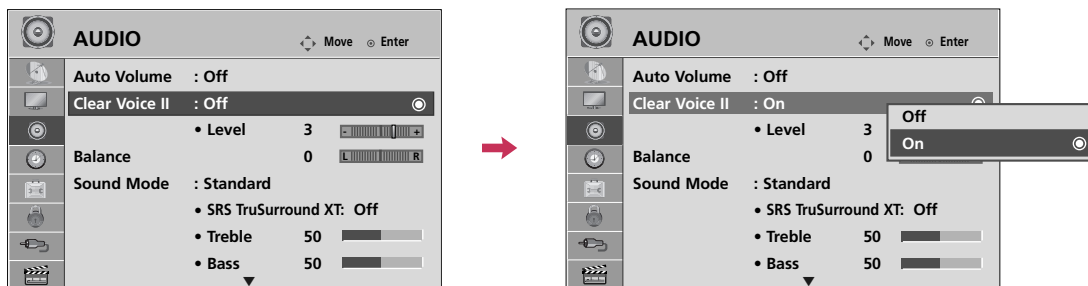 AUDIO
Move
Enter
Auto Volume : Off
Clear Voice II : Off
• Level 3 - +
Balance 0 L R
Sound Mode : Standard
• SRS TruSurround XT: Off
• Treble 50
• Bass 50
AUDIO
Move
Enter
Auto Volume : Off
Clear Voice II : On
• Level 3
Balance 0
Sound Mode : Standard
• SRS TruSurround XT: Off
• Treble 50
• Bass 50
Off
On